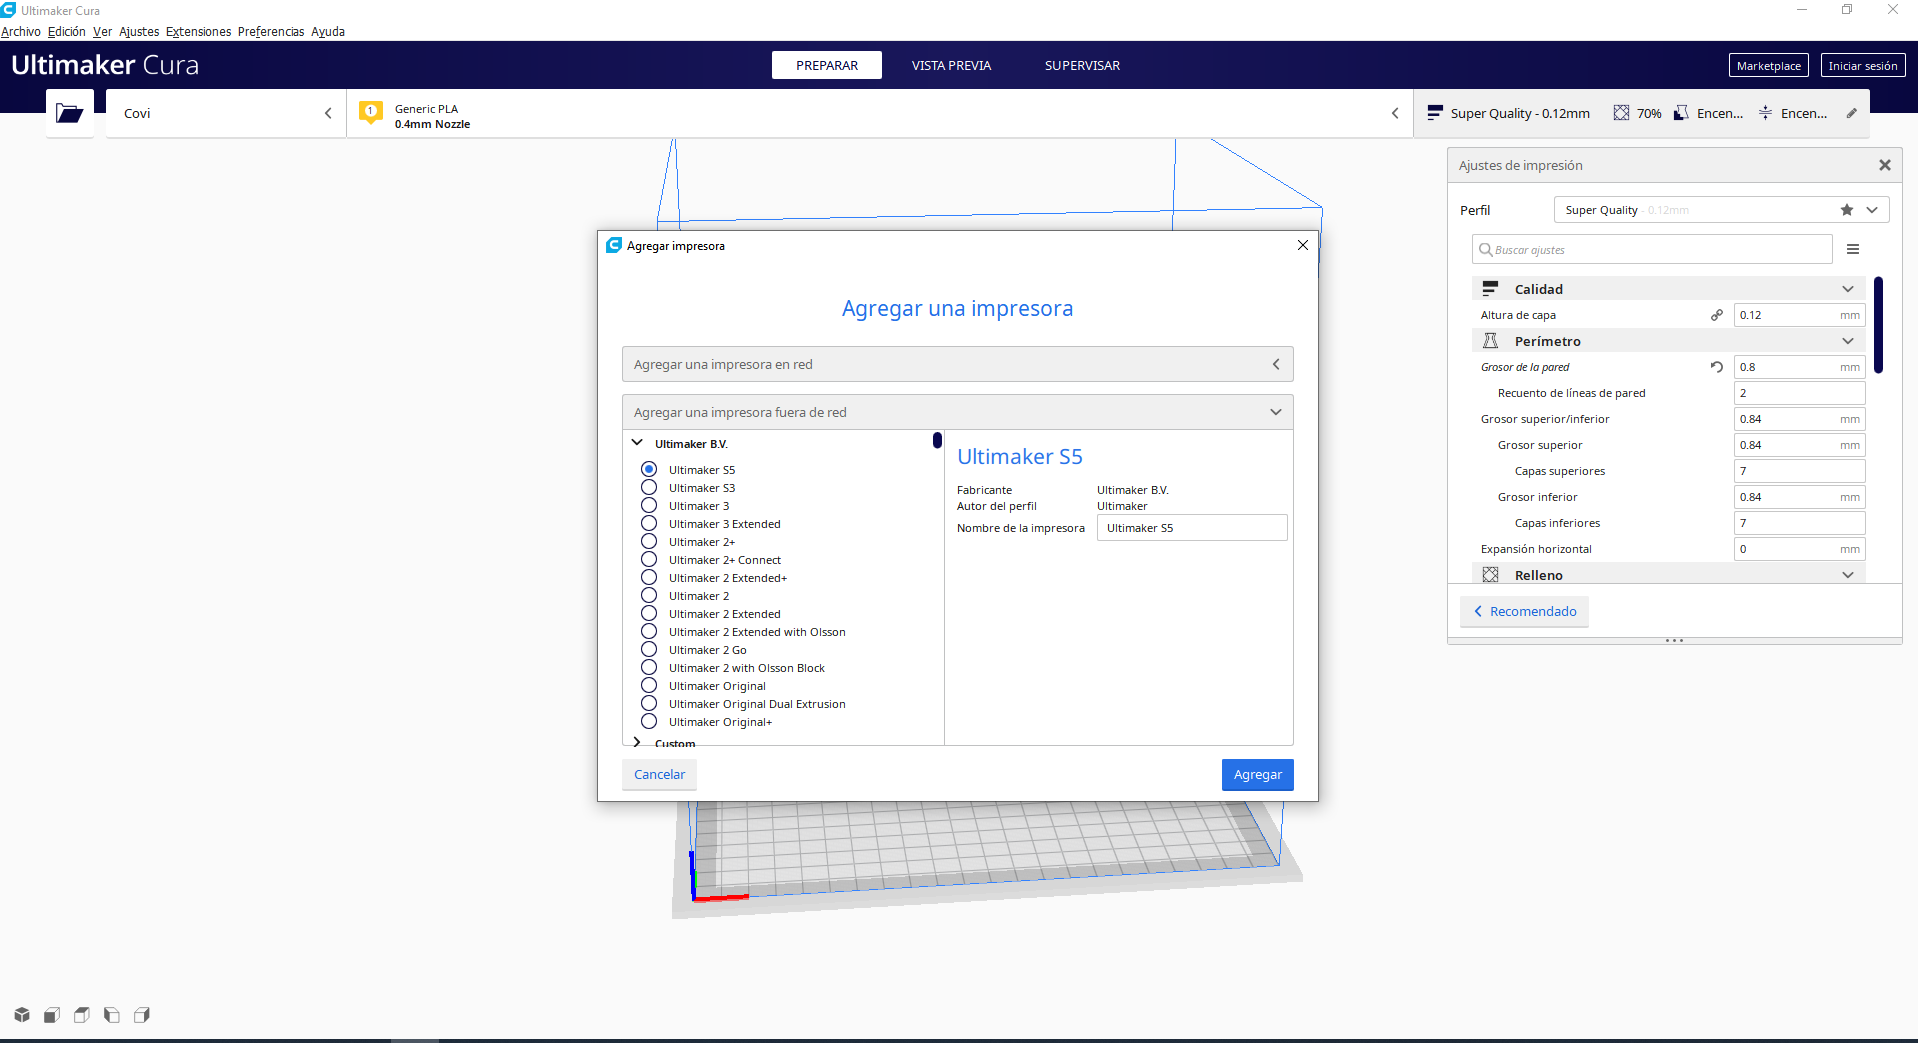 Ultimaker Cura
Archivo Edición Ver Ajustes Extensiones Preferencias Ayuda
Ultimaker Cura
PREPARAR
VISTA PREVIA
SUPERVISAR
Marketplace
Iniciar sesión
Covi
1
Generic PLA
0.4mm Nozzle
Super Quality - 0.12mm
70%
Encen...
Encen...
Ajustes de impresión
Perfil
Super Quality - 0.12mm
Buscar ajustes
Calidad
Altura de capa 0.12 mm
Perímetro
Grosor de la pared 0.8 mm
Recuento de líneas de pared 2
Grosor superior/inferior 0.84 mm
Grosor superior 0.84 mm
Capas superiores 7
Grosor inferior 0.84 mm
Capas inferiores 7
Expansión horizontal 0 mm
Relleno
Recomendado
Agregar impresora
Agregar una impresora
Agregar una impresora en red
Agregar una impresora fuera de red
Ultimaker B.V.
Ultimaker S5
Ultimaker S3
Ultimaker 3
Ultimaker 3 Extended
Ultimaker 2+
Ultimaker 2+ Connect
Ultimaker 2 Extended+
Ultimaker 2
Ultimaker 2 Extended
Ultimaker 2 Extended with Olsson
Ultimaker 2 Go
Ultimaker 2 with Olsson Block
Ultimaker Original
Ultimaker Original Dual Extrusion
Ultimaker Original+
Custom
Ultimaker S5
Fabricante Ultimaker B.V.
Autor del perfil Ultimaker
Nombre de la impresora Ultimaker S5
Cancelar
Agregar